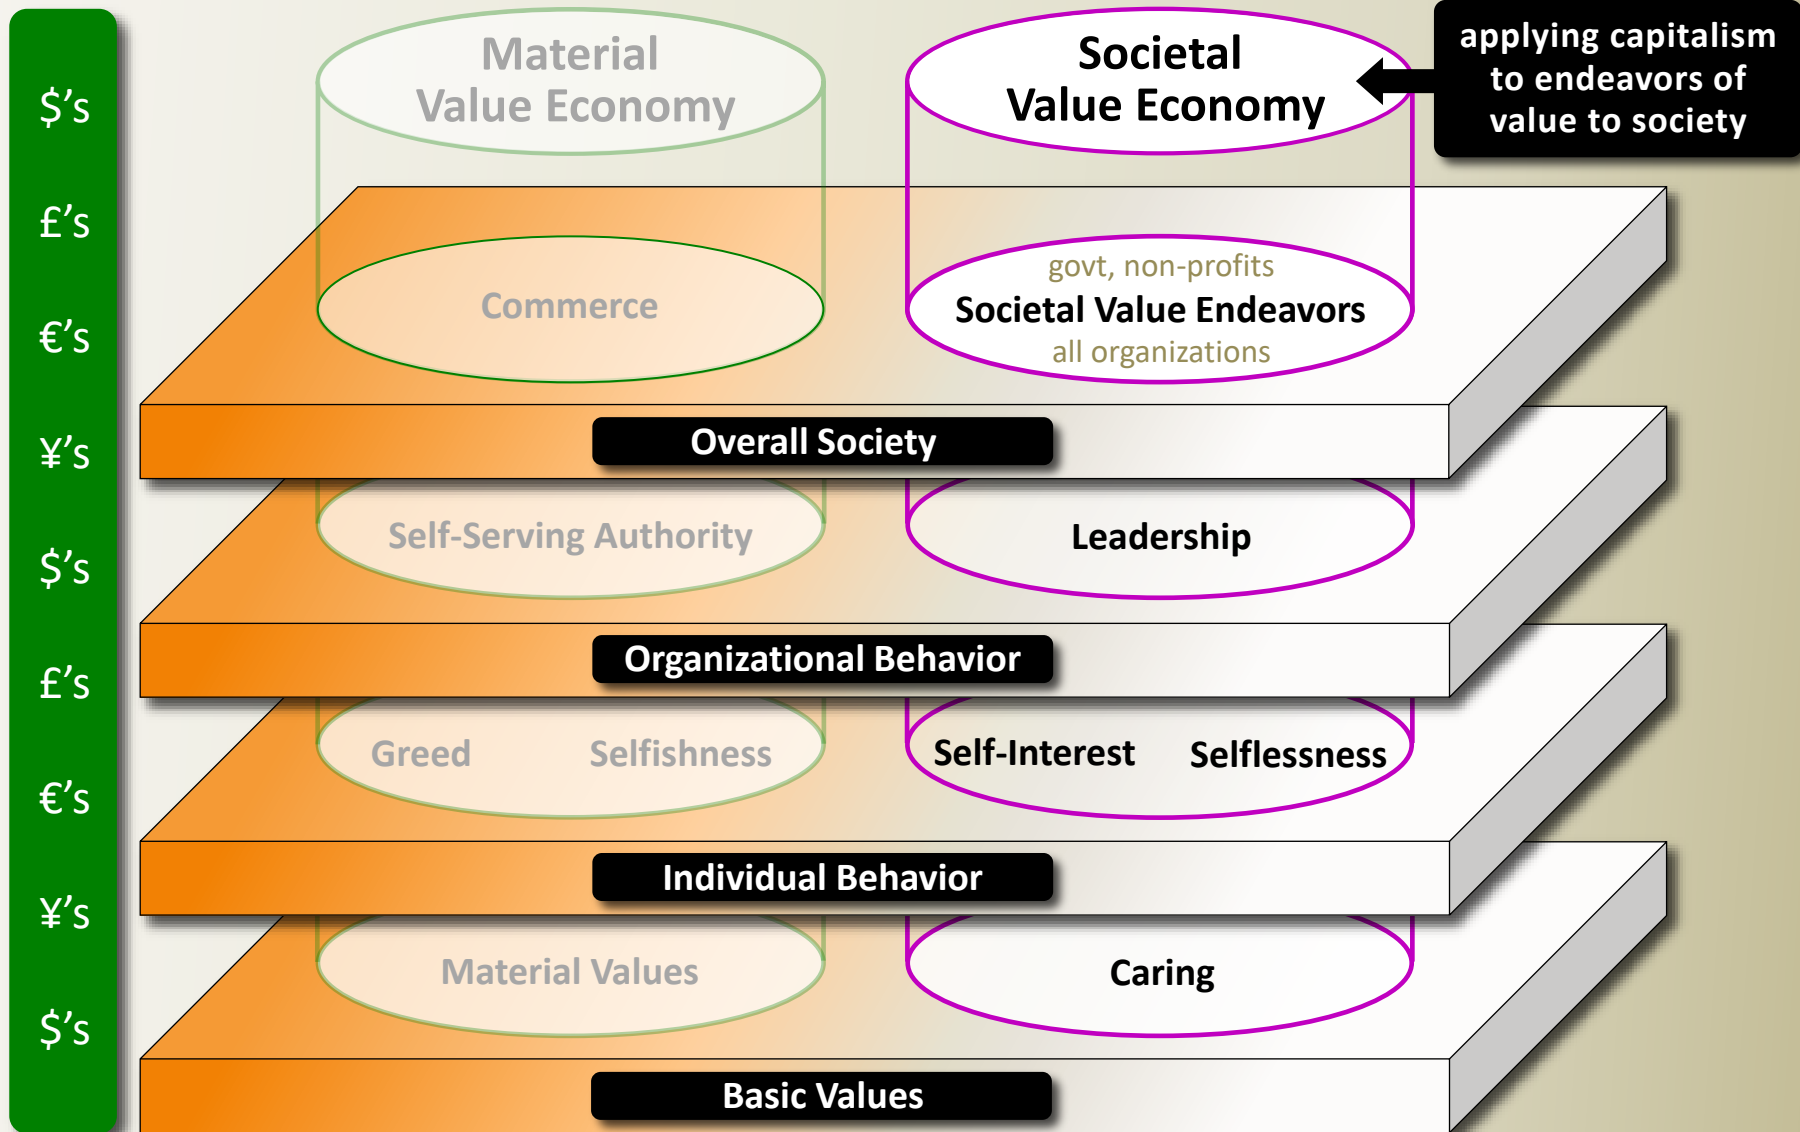 $'s
£'s
€'s
¥'s
$'s
£'s
€'s
¥'s
$'s
Material
Value Economy
Societal
Value Economy
applying capitalism
to endeavors of
value to society
Commerce
govt, non-profits
Societal Value Endeavors
all organizations
Overall Society
Self-Serving Authority
Leadership
Organizational Behavior
Greed
Selfishness
Self-Interest
Selflessness
Individual Behavior
Material Values
Caring
Basic Values